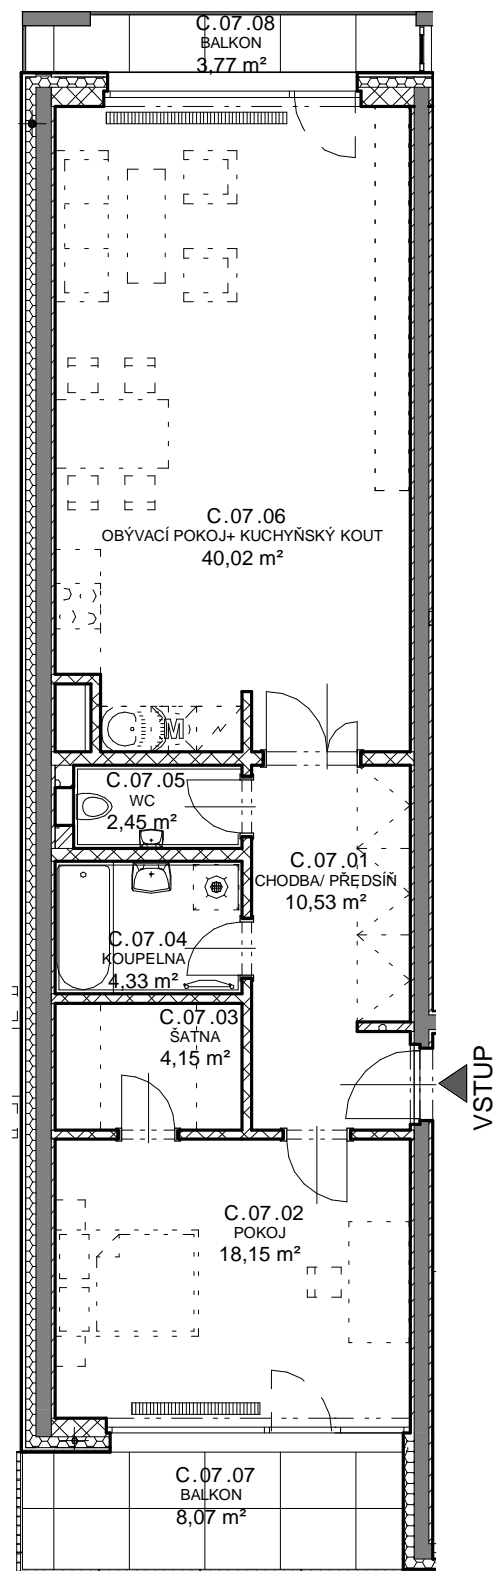 C.07.08
BALKON
3,77 m²
C.07.06
OBÝVACÍ POKOJ+ KUCHYŇSKÝ KOUT
40,02 m²
M
C.07.05
WC
2,45 m²
C.07.01
CHODBA/ PŘEDSÍŇ
10,53 m²
C.07.04
KOUPELNA
4,33 m²
C.07.03
ŠATNA
4,15 m²
VSTUP
C.07.02
POKOJ
18,15 m²
C.07.07
BALKON
8,07 m²